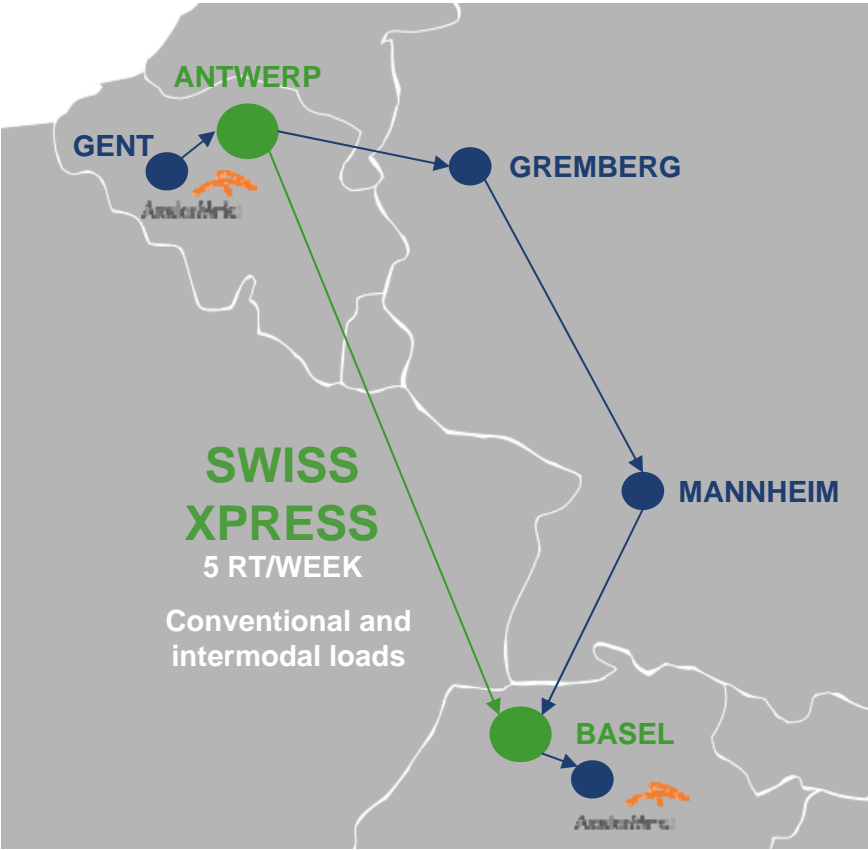 ANTWERP
GENT
GREMBERG
SWISS
XPRESS
5 RT/WEEK
Conventional and
intermodal loads
MANNHEIM
BASEL